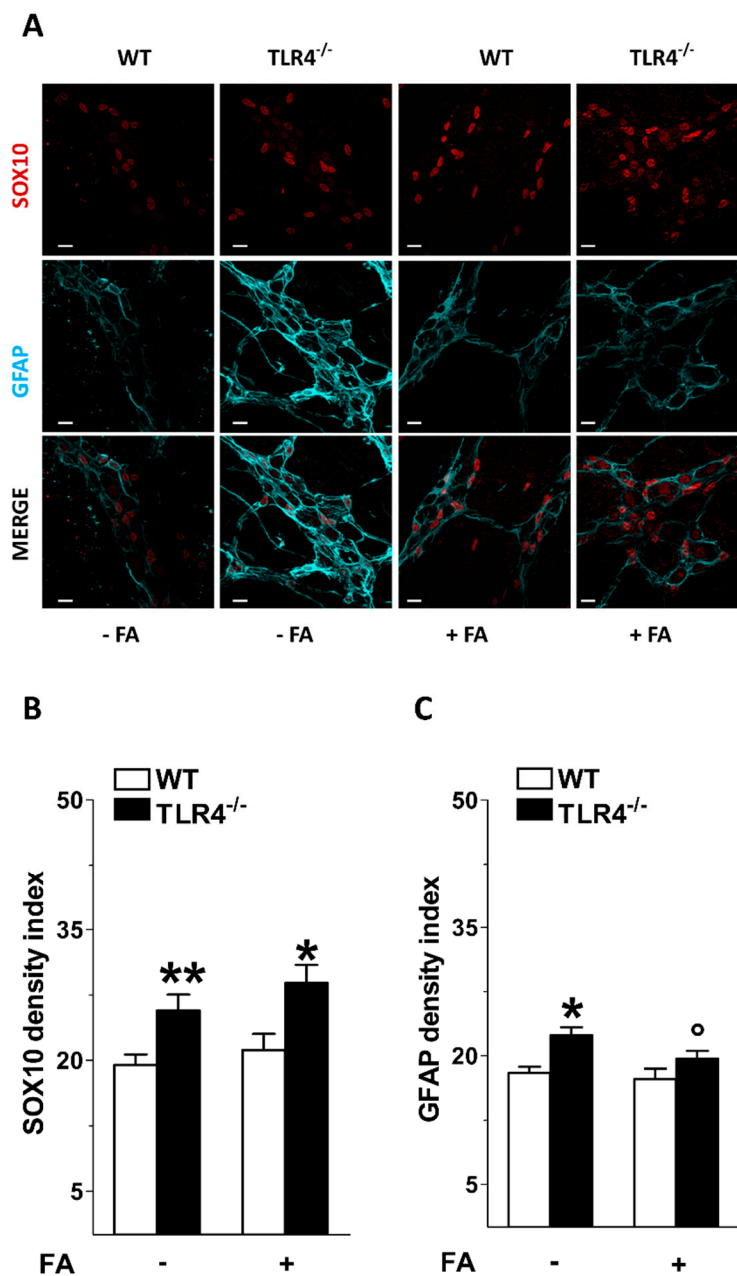 A
WT TLR4-/- WT TLR4-/-
SOX10
GFAP
MERGE
- FA - FA + FA + FA
B
WT
TLR4-/-
50
35
20
5
SOX10 density index
** *
FA - +
C
WT
TLR4-/-
50
35
20
5
GFAP density index
* °
FA - +